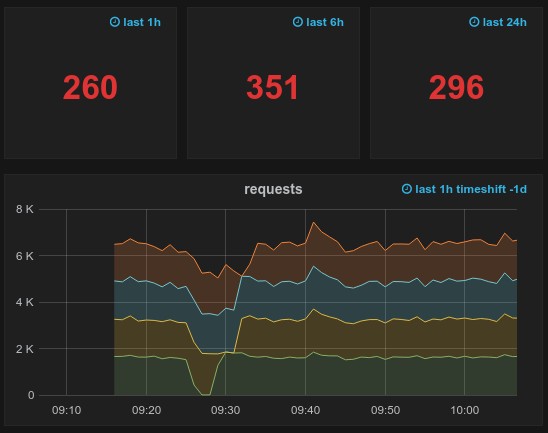 last 1h
last 6h
last 24h
260
351
296
requests
last 1h timeshift -1d
8 K
6 K
4 K
2 K
0
09:10 09:20 09:30 09:40 09:50 10:00